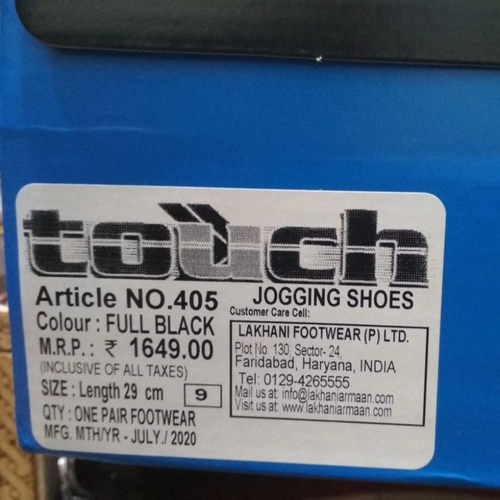 touch
Article NO.405
JOGGING SHOES
Colour : FULL BLACK
M.R.P. : ₹ 1649.00
(INCLUSIVE OF ALL TAXES)
SIZE : Length 29 cm 9
QTY : ONE PAIR FOOTWEAR
MFG. MTH/YR - JULY./ 2020
Customer Care Cell:
LAKHANI FOOTWEAR (P) LTD.
Plot No. 130, Sector- 24,
Faridabad, Haryana, INDIA
Tel: 0129-4265555
Mail us at: info@lakhaniarmaan.com
Visit us at: www.lakhaniarmaan.com